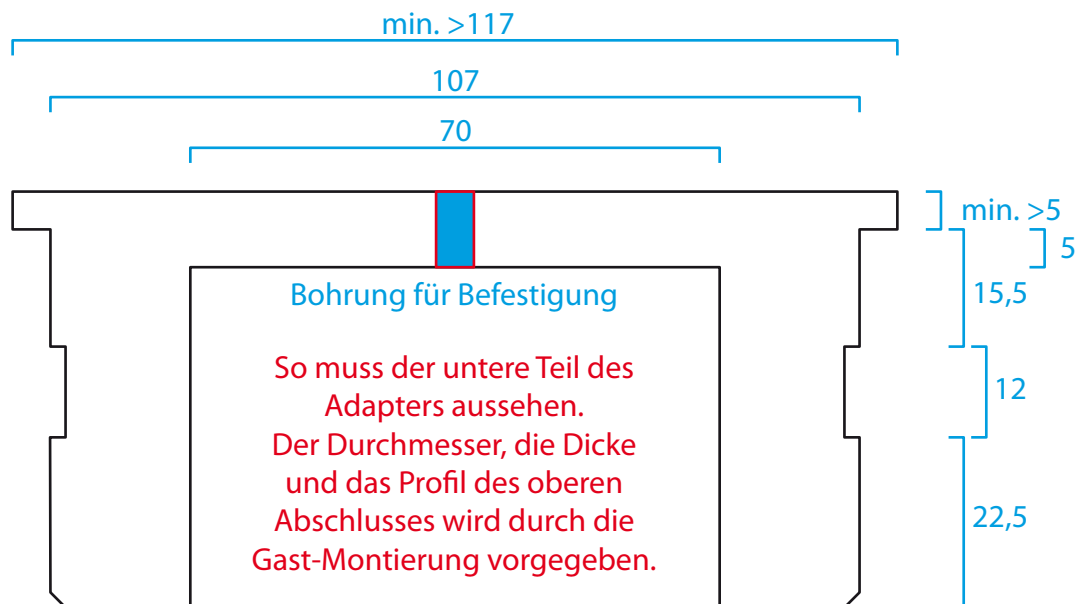 min. >117
107
70
min. >5
5
15,5
Bohrung für Befestigung
So muss der untere Teil des
Adapters aussehen.
12
Der Durchmesser, die Dicke
und das Profil des oberen
Abschlusses wird durch die
22,5
Gast-Montierung vorgegeben.